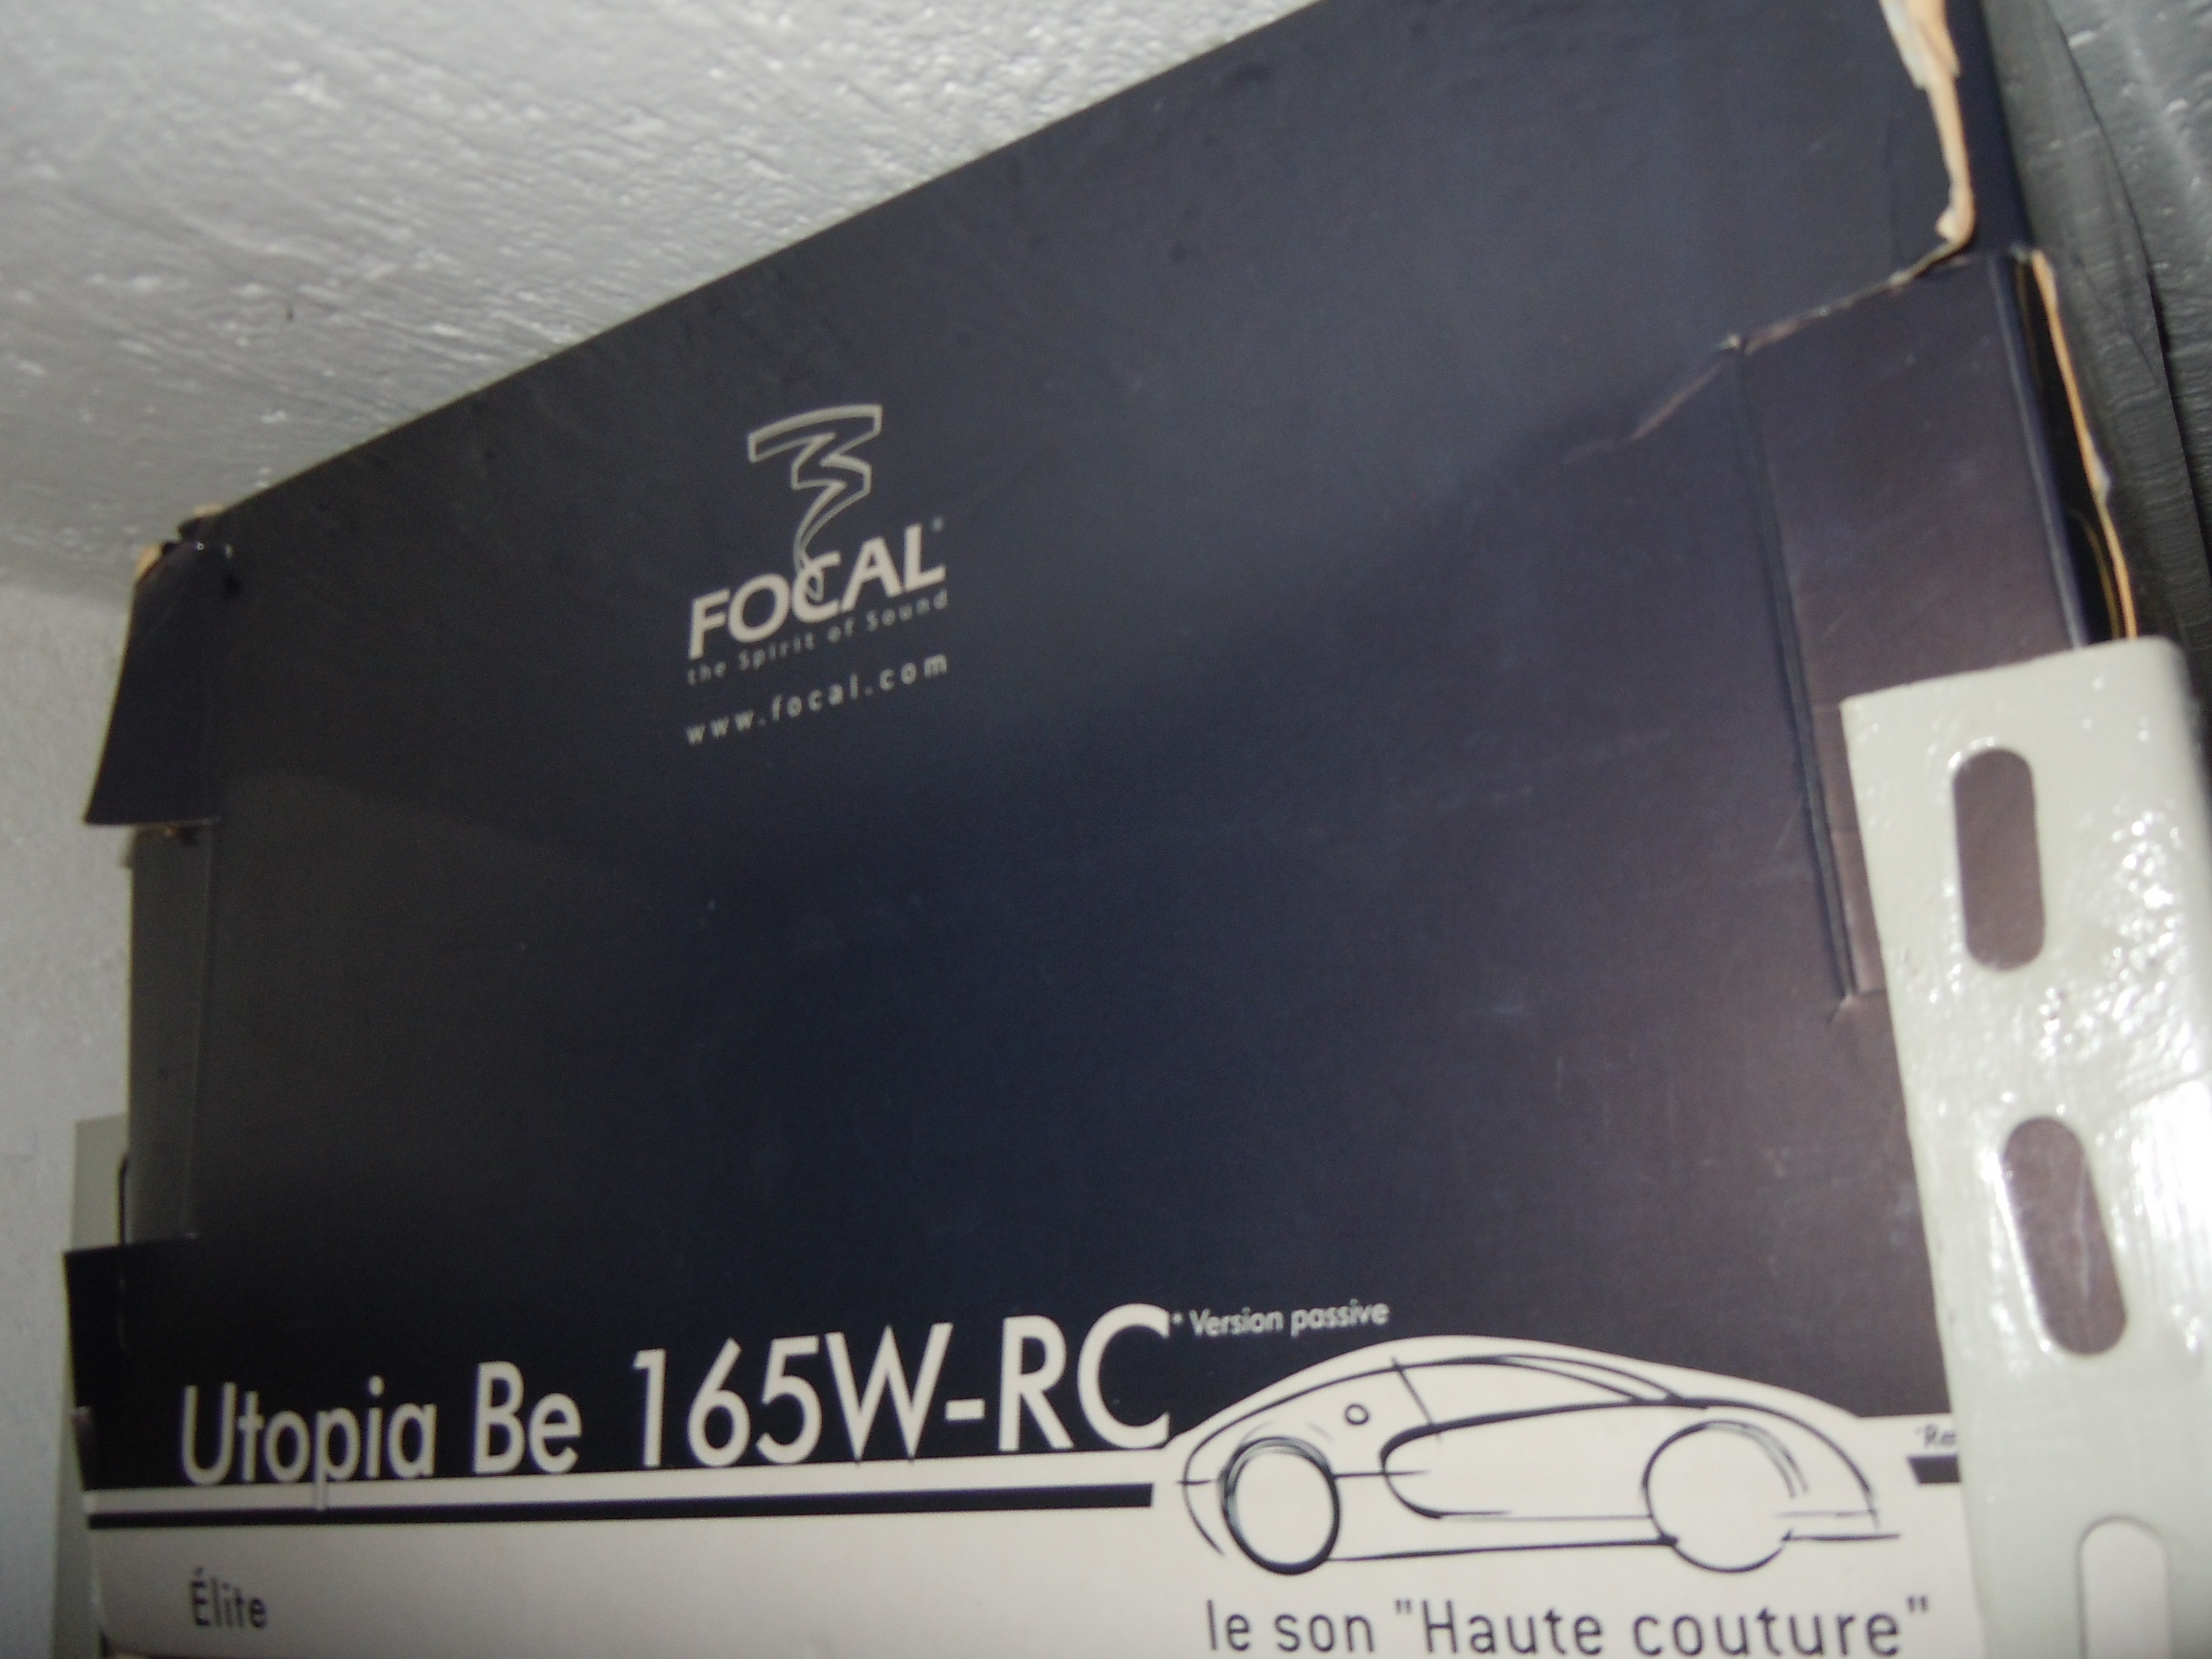 FOCAL®
the Spirit of Sound
www.focal.com
Utopia Be 165W-RC* Version passive
Élite
le son "Haute couture"